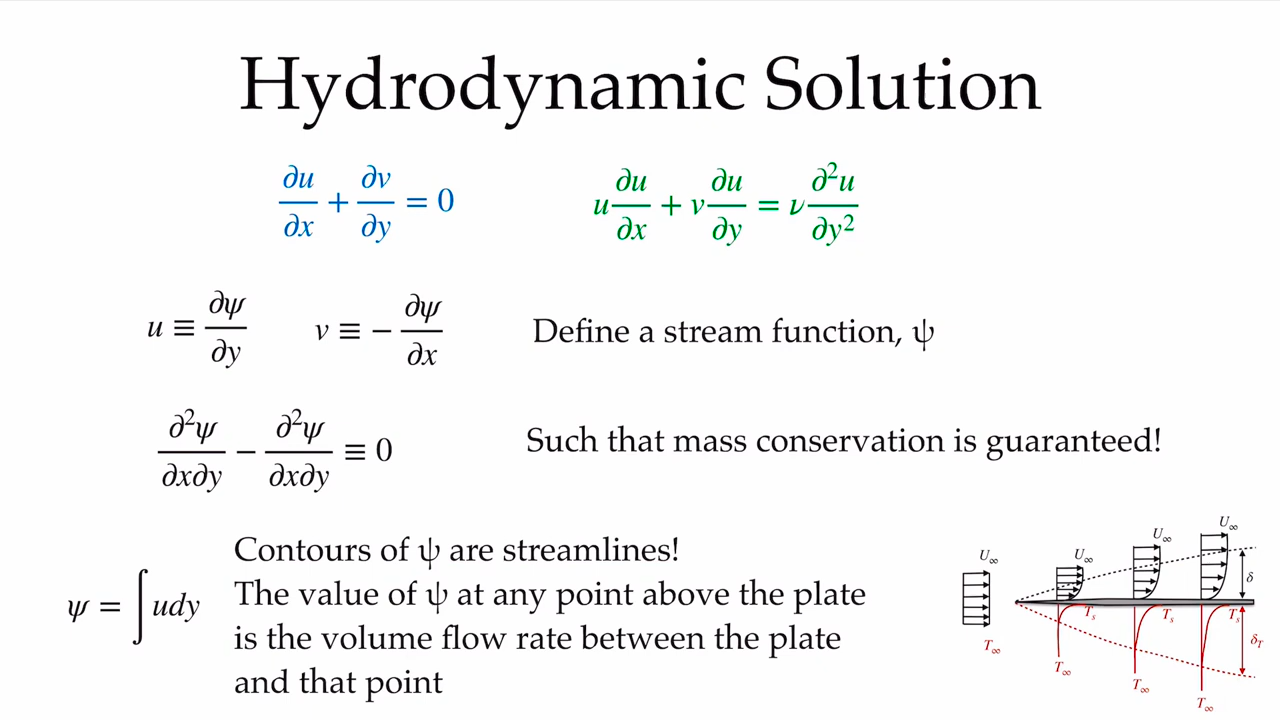 Hydrodynamic Solution
∂u/∂x + ∂v/∂y = 0
u ∂u/∂x + v ∂u/∂y = ν ∂²u/∂y²
u ≡ ∂ψ/∂y
v ≡ − ∂ψ/∂x
Define a stream function, ψ
∂²ψ/∂x∂y − ∂²ψ/∂x∂y ≡ 0
Such that mass conservation is guaranteed!
ψ = ∫ udy
Contours of ψ are streamlines!
The value of ψ at any point above the plate
is the volume flow rate between the plate
and that point
U∞
U∞
U∞
U∞
δ
Ts
Ts
Ts
T∞
T∞
T∞
T∞
δT